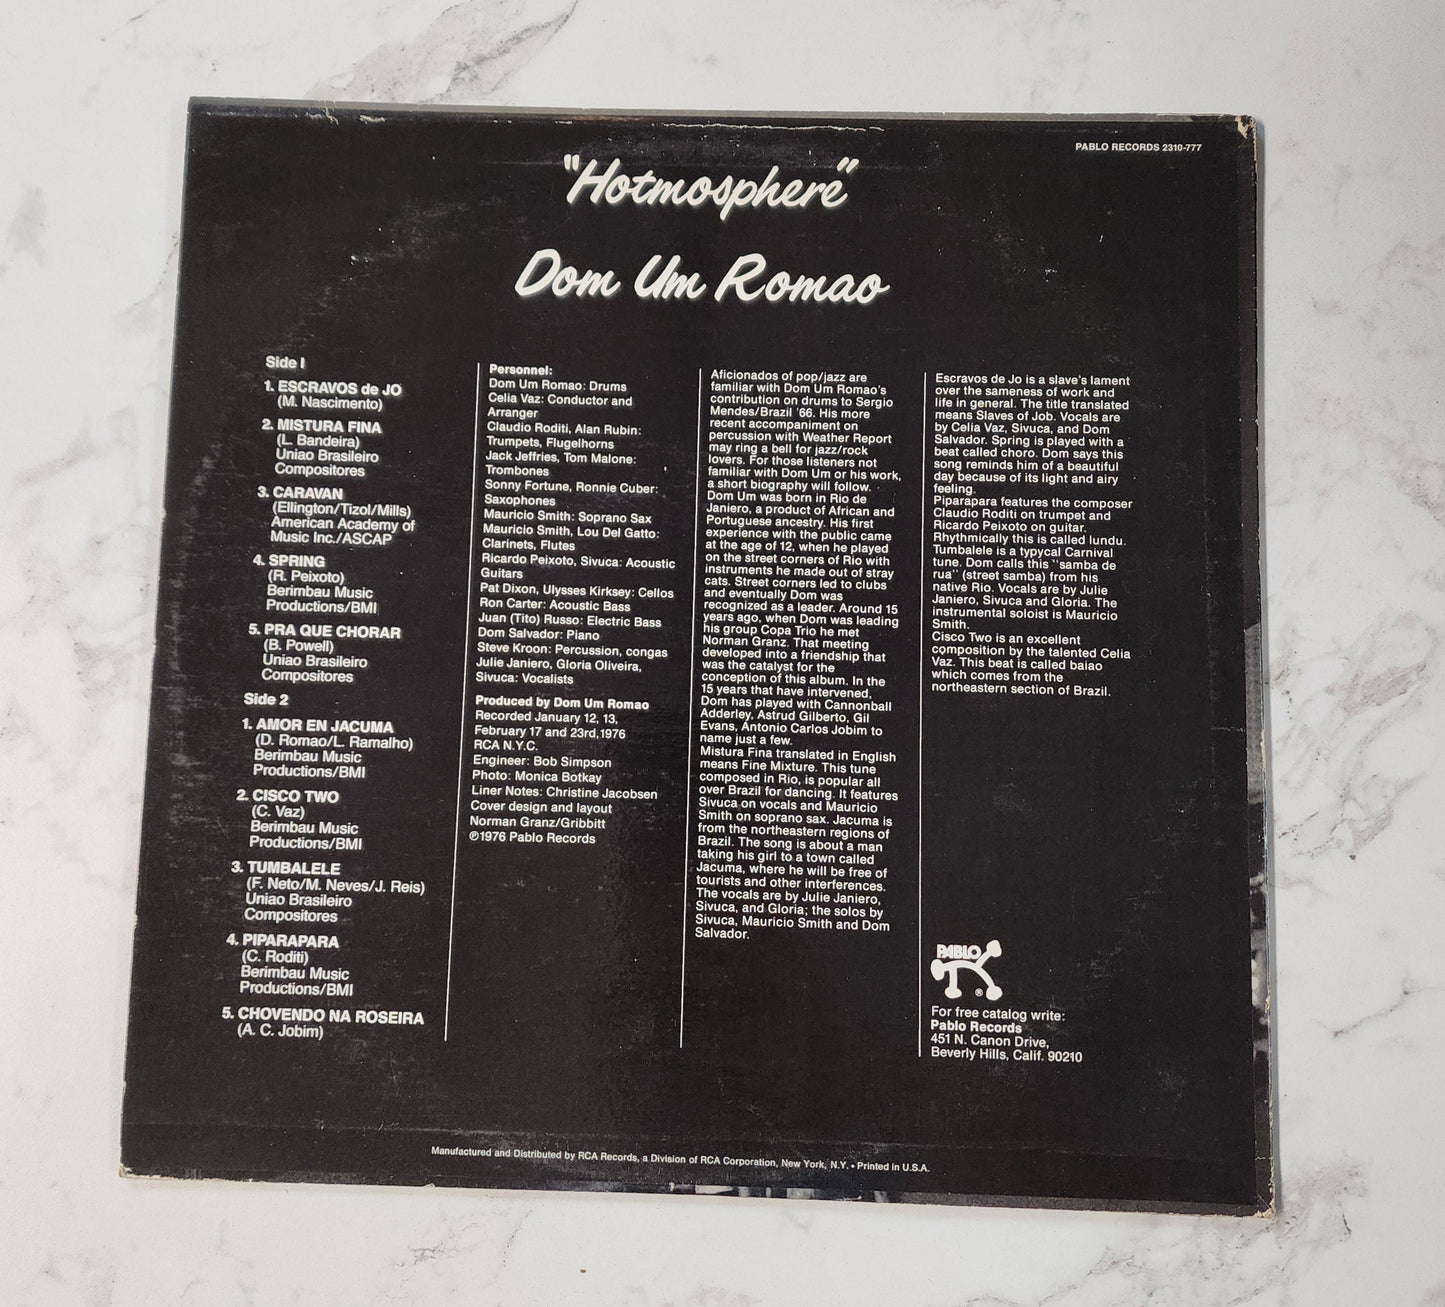 PABLO RECORDS 2310-777
"Hotmosphere"
Dom Um Romao
Side I
1. ESCRAVOS de JO
(M. Nascimento)
2. MISTURA FINA
(L. Bandeira)
Uniao Brasileiro
Compositores
3. CARAVAN
(Ellington/Tizol/Mills)
American Academy of
Music Inc./ASCAP
4. SPRING
(R. Peixoto)
Berimbau Music
Productions/BMI
5. PRA QUE CHORAR
(B. Powell)
Uniao Brasileiro
Compositores
Side 2
1. AMOR EN JACUMA
(D. Romao/L. Ramalho)
Berimbau Music
Productions/BMI
2. CISCO TWO
(C. Vaz)
Berimbau Music
Productions/BMI
3. TUMBALELE
(F. Neto/M. Neves/J. Reis)
Uniao Brasileiro
Compositores
4. PIPARAPARA
(C. Roditi)
Berimbau Music
Productions/BMI
5. CHOVENDO NA ROSEIRA
(A. C. Jobim)
Personnel:
Dom Um Romao: Drums
Celia Vaz: Conductor and
Arranger
Claudio Roditi, Alan Rubin:
Trumpets, Flugelhorns
Jack Jeffries, Tom Malone:
Trombones
Sonny Fortune, Ronnie Cuber:
Saxophones
Mauricio Smith: Soprano Sax
Mauricio Smith, Lou Del Gatto:
Clarinets, Flutes
Ricardo Peixoto, Sivuca: Acoustic
Guitars
Pat Dixon, Ulysses Kirksey: Cellos
Ron Carter: Acoustic Bass
Juan (Tito) Russo: Electric Bass
Dom Salvador: Piano
Steve Kroon: Percussion, congas
Julie Janiero, Gloria Oliveira,
Sivuca: Vocalists
Produced by Dom Um Romao
Recorded January 12, 13,
February 17 and 23rd,1976
RCA N.Y.C.
Engineer: Bob Simpson
Photo: Monica Botkay
Liner Notes: Christine Jacobsen
Cover design and layout
Norman Granz/Gribbitt
℗1976 Pablo Records
Aficionados of pop/jazz are
familiar with Dom Um Romao's
contribution on drums to Sergio
Mendes/Brazil '66. His more
recent accompaniment on
percussion with Weather Report
may ring a bell for jazz/rock
lovers. For those listeners not
familiar with Dom Um or his work,
a short biography will follow.
Dom Um was born in Rio de
Janiero, a product of African and
Portuguese ancestry. His first
experience with the public came
at the age of 12, when he played
on the street corners of Rio with
instruments he made out of stray
cats. Street corners led to clubs
and eventually Dom was
recognized as a leader. Around 15
years ago, when Dom was leading
his group Copa Trio he met
Norman Granz. That meeting
developed into a friendship that
was the catalyst for the
conception of this album. In the
15 years that have intervened,
Dom has played with Cannonball
Adderley, Astrud Gilberto, Gil
Evans, Antonio Carlos Jobim to
name just a few.
Mistura Fina translated in English
means Fine Mixture. This tune
composed in Rio, is popular all
over Brazil for dancing. It features
Sivuca on vocals and Mauricio
Smith on soprano sax. Jacuma is
from the northeastern regions of
Brazil. The song is about a man
taking his girl to a town called
Jacuma, where he will be free of
tourists and other interferences.
The vocals are by Julie Janiero,
Sivuca, and Gloria; the solos by
Sivuca, Mauricio Smith and Dom
Salvador.
Escravos de Jo is a slave's lament
over the sameness of work and
life in general. The title translated
means Slaves of Job. Vocals are
by Celia Vaz, Sivuca, and Dom
Salvador. Spring is played with a
beat called choro. Dom says this
song reminds him of a beautiful
day because of its light and airy
feeling.
Piparapara features the composer
Claudio Roditi on trumpet and
Ricardo Peixoto on guitar.
Rhythmically this is called lundu.
Tumbalele is a typycal Carnival
tune. Dom calls this "samba de
rua" (street samba) from his
native Rio. Vocals are by Julie
Janiero, Sivuca and Gloria. The
instrumental soloist is Mauricio
Smith.
Cisco Two is an excellent
composition by the talented Celia
Vaz. This beat is called baiao
which comes from the
northeastern section of Brazil.
PABLO
®
For free catalog write:
Pablo Records
451 N. Canon Drive,
Beverly Hills, Calif. 90210
Manufactured and Distributed by RCA Records, a Division of RCA Corporation, New York, N.Y. • Printed in U.S.A.